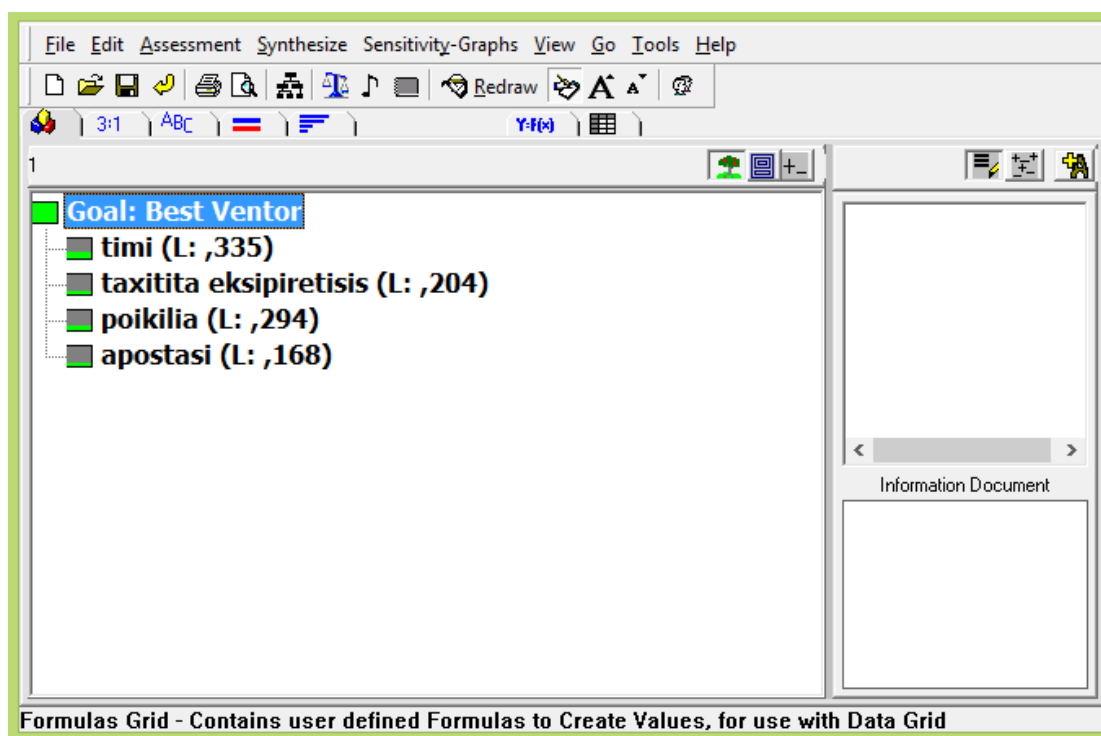 File Edit Assessment Synthesize Sensitivity-Graphs View Go Tools Help
Redraw A A
3:1 ABC Y=F(x)
1 +-
Goal: Best Ventor
timi (L: ,335)
taxitita eksipiretisis (L: ,204)
poikilia (L: ,294)
apostasi (L: ,168)
Information Document
Formulas Grid - Contains user defined Formulas to Create Values, for use with Data Grid